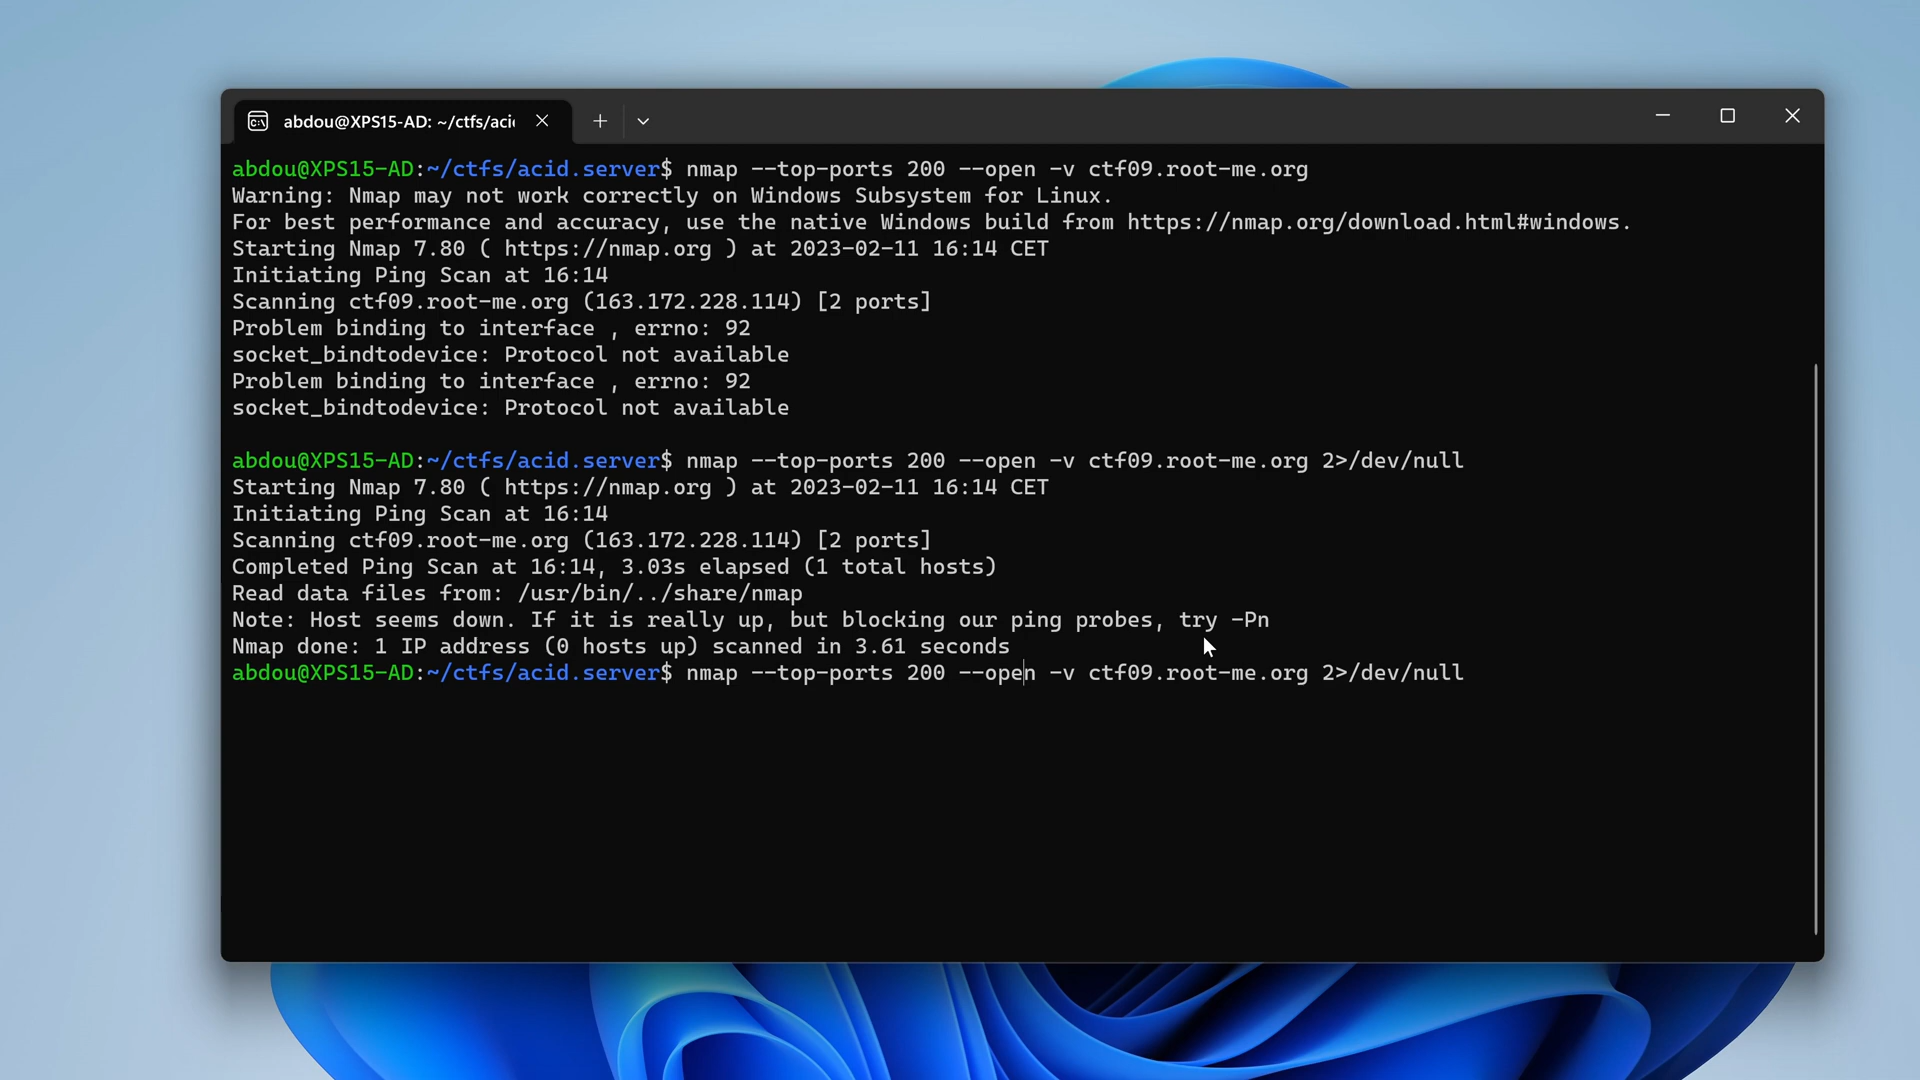 abdou@XPS15-AD: ~/ctfs/aci
abdou@XPS15-AD:~/ctfs/acid.server$ nmap --top-ports 200 --open -v ctf09.root-me.org
Warning: Nmap may not work correctly on Windows Subsystem for Linux.
For best performance and accuracy, use the native Windows build from https://nmap.org/download.html#windows.
Starting Nmap 7.80 ( https://nmap.org ) at 2023-02-11 16:14 CET
Initiating Ping Scan at 16:14
Scanning ctf09.root-me.org (163.172.228.114) [2 ports]
Problem binding to interface , errno: 92
socket_bindtodevice: Protocol not available
Problem binding to interface , errno: 92
socket_bindtodevice: Protocol not available
abdou@XPS15-AD:~/ctfs/acid.server$ nmap --top-ports 200 --open -v ctf09.root-me.org 2>/dev/null
Starting Nmap 7.80 ( https://nmap.org ) at 2023-02-11 16:14 CET
Initiating Ping Scan at 16:14
Scanning ctf09.root-me.org (163.172.228.114) [2 ports]
Completed Ping Scan at 16:14, 3.03s elapsed (1 total hosts)
Read data files from: /usr/bin/../share/nmap
Note: Host seems down. If it is really up, but blocking our ping probes, try -Pn
Nmap done: 1 IP address (0 hosts up) scanned in 3.61 seconds
abdou@XPS15-AD:~/ctfs/acid.server$ nmap --top-ports 200 --open -v ctf09.root-me.org 2>/dev/null